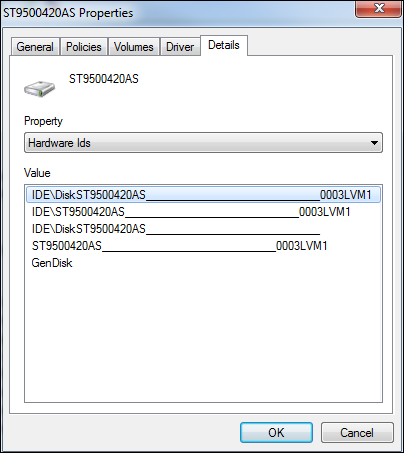 ST9500420AS Properties
General Policies Volumes Driver Details
ST9500420AS
Property
Hardware Ids
Value
IDE\DiskST9500420AS_____________________________0003LVM1
IDE\ST9500420AS_____________________________0003LVM1
IDE\DiskST9500420AS_____________________________
ST9500420AS_____________________________0003LVM1
GenDisk
OK Cancel